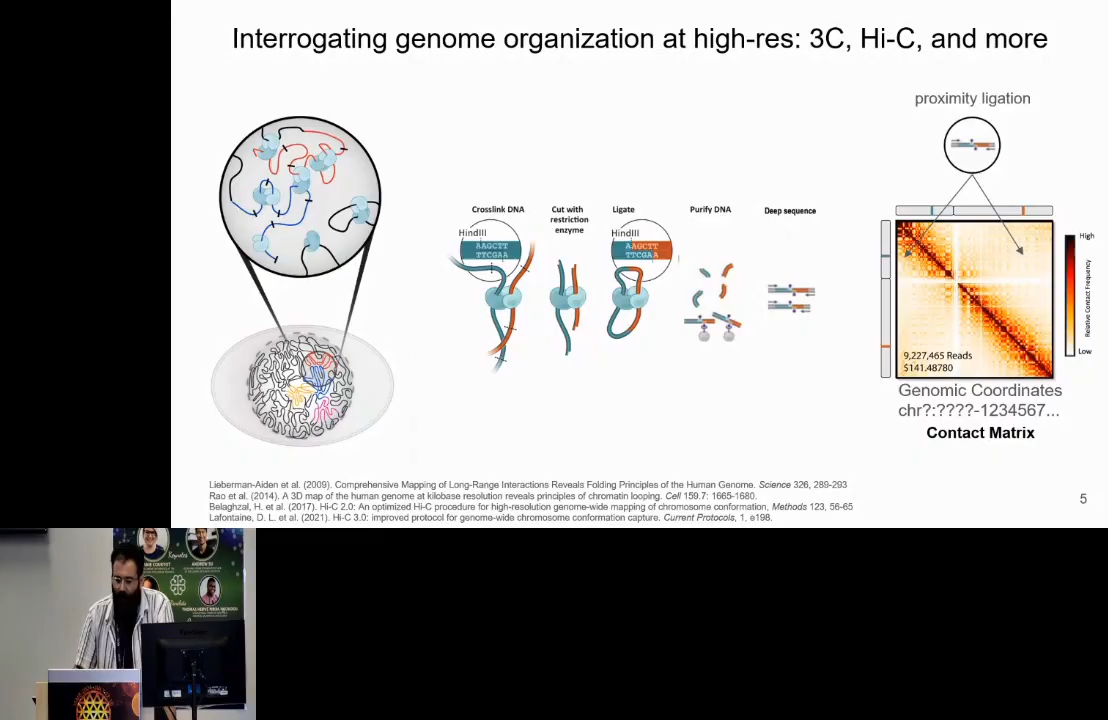 Interrogating genome organization at high-res: 3C, Hi-C, and more
proximity ligation
Crosslink DNA
Cut with
restriction
enzyme
Ligate
Purify DNA
Deep sequence
HindIII
AAGCTT
TTCGAA
HindIII
AAGCTT
TTCGAA
High
Relative Contact Frequency
Low
9,227,465 Reads
$141.48780
Genomic Coordinates
chr?:????-1234567...
Contact Matrix
Lieberman-Aiden et al. (2009). Comprehensive Mapping of Long-Range Interactions Reveals Folding Principles of the Human Genome. Science 326, 289-293
Rao et al. (2014). A 3D map of the human genome at kilobase resolution reveals principles of chromatin looping. Cell 159.7: 1665-1680.
Belaghzal, H. et al. (2017). Hi-C 2.0: An optimized Hi-C procedure for high-resolution genome-wide mapping of chromosome conformation, Methods 123, 56-65
Lafontaine, D. L. et al. (2021). Hi-C 3.0: improved protocol for genome-wide chromosome conformation capture. Current Protocols, 1, e198.
5
Keynotes
ANDREW SU